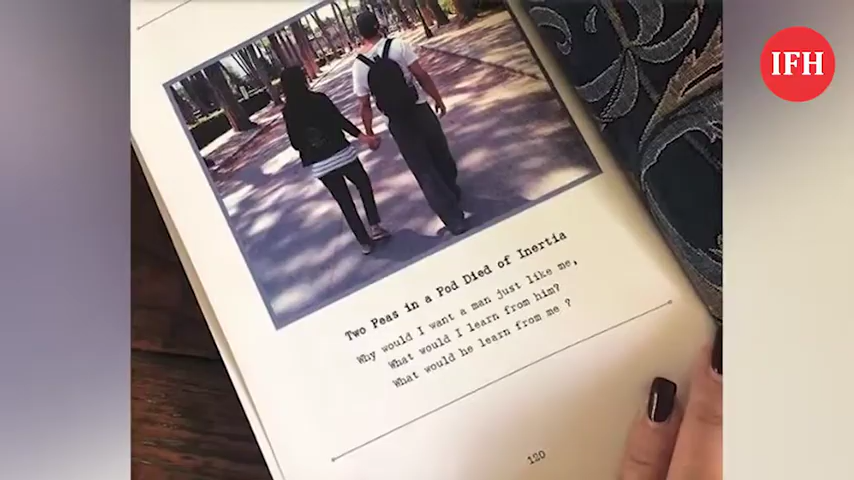 IFH
Two Peas in a Pod Died of Inertia
Why would I want a man just like me,
What would I learn from him?
What would he learn from me ?
120